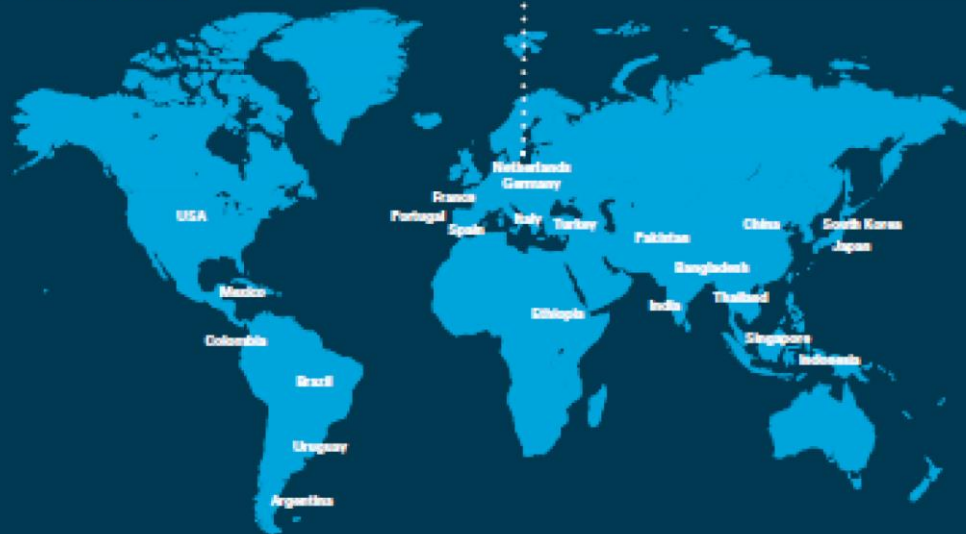 Netherlands
Germany
France
USA
Portugal
Spain
Italy
Turkey
Pakistan
China
South Korea
Japan
Bangladesh
Mexico
India
Thailand
Ethiopia
Colombia
Singapore
Indonesia
Brazil
Uruguay
Argentina